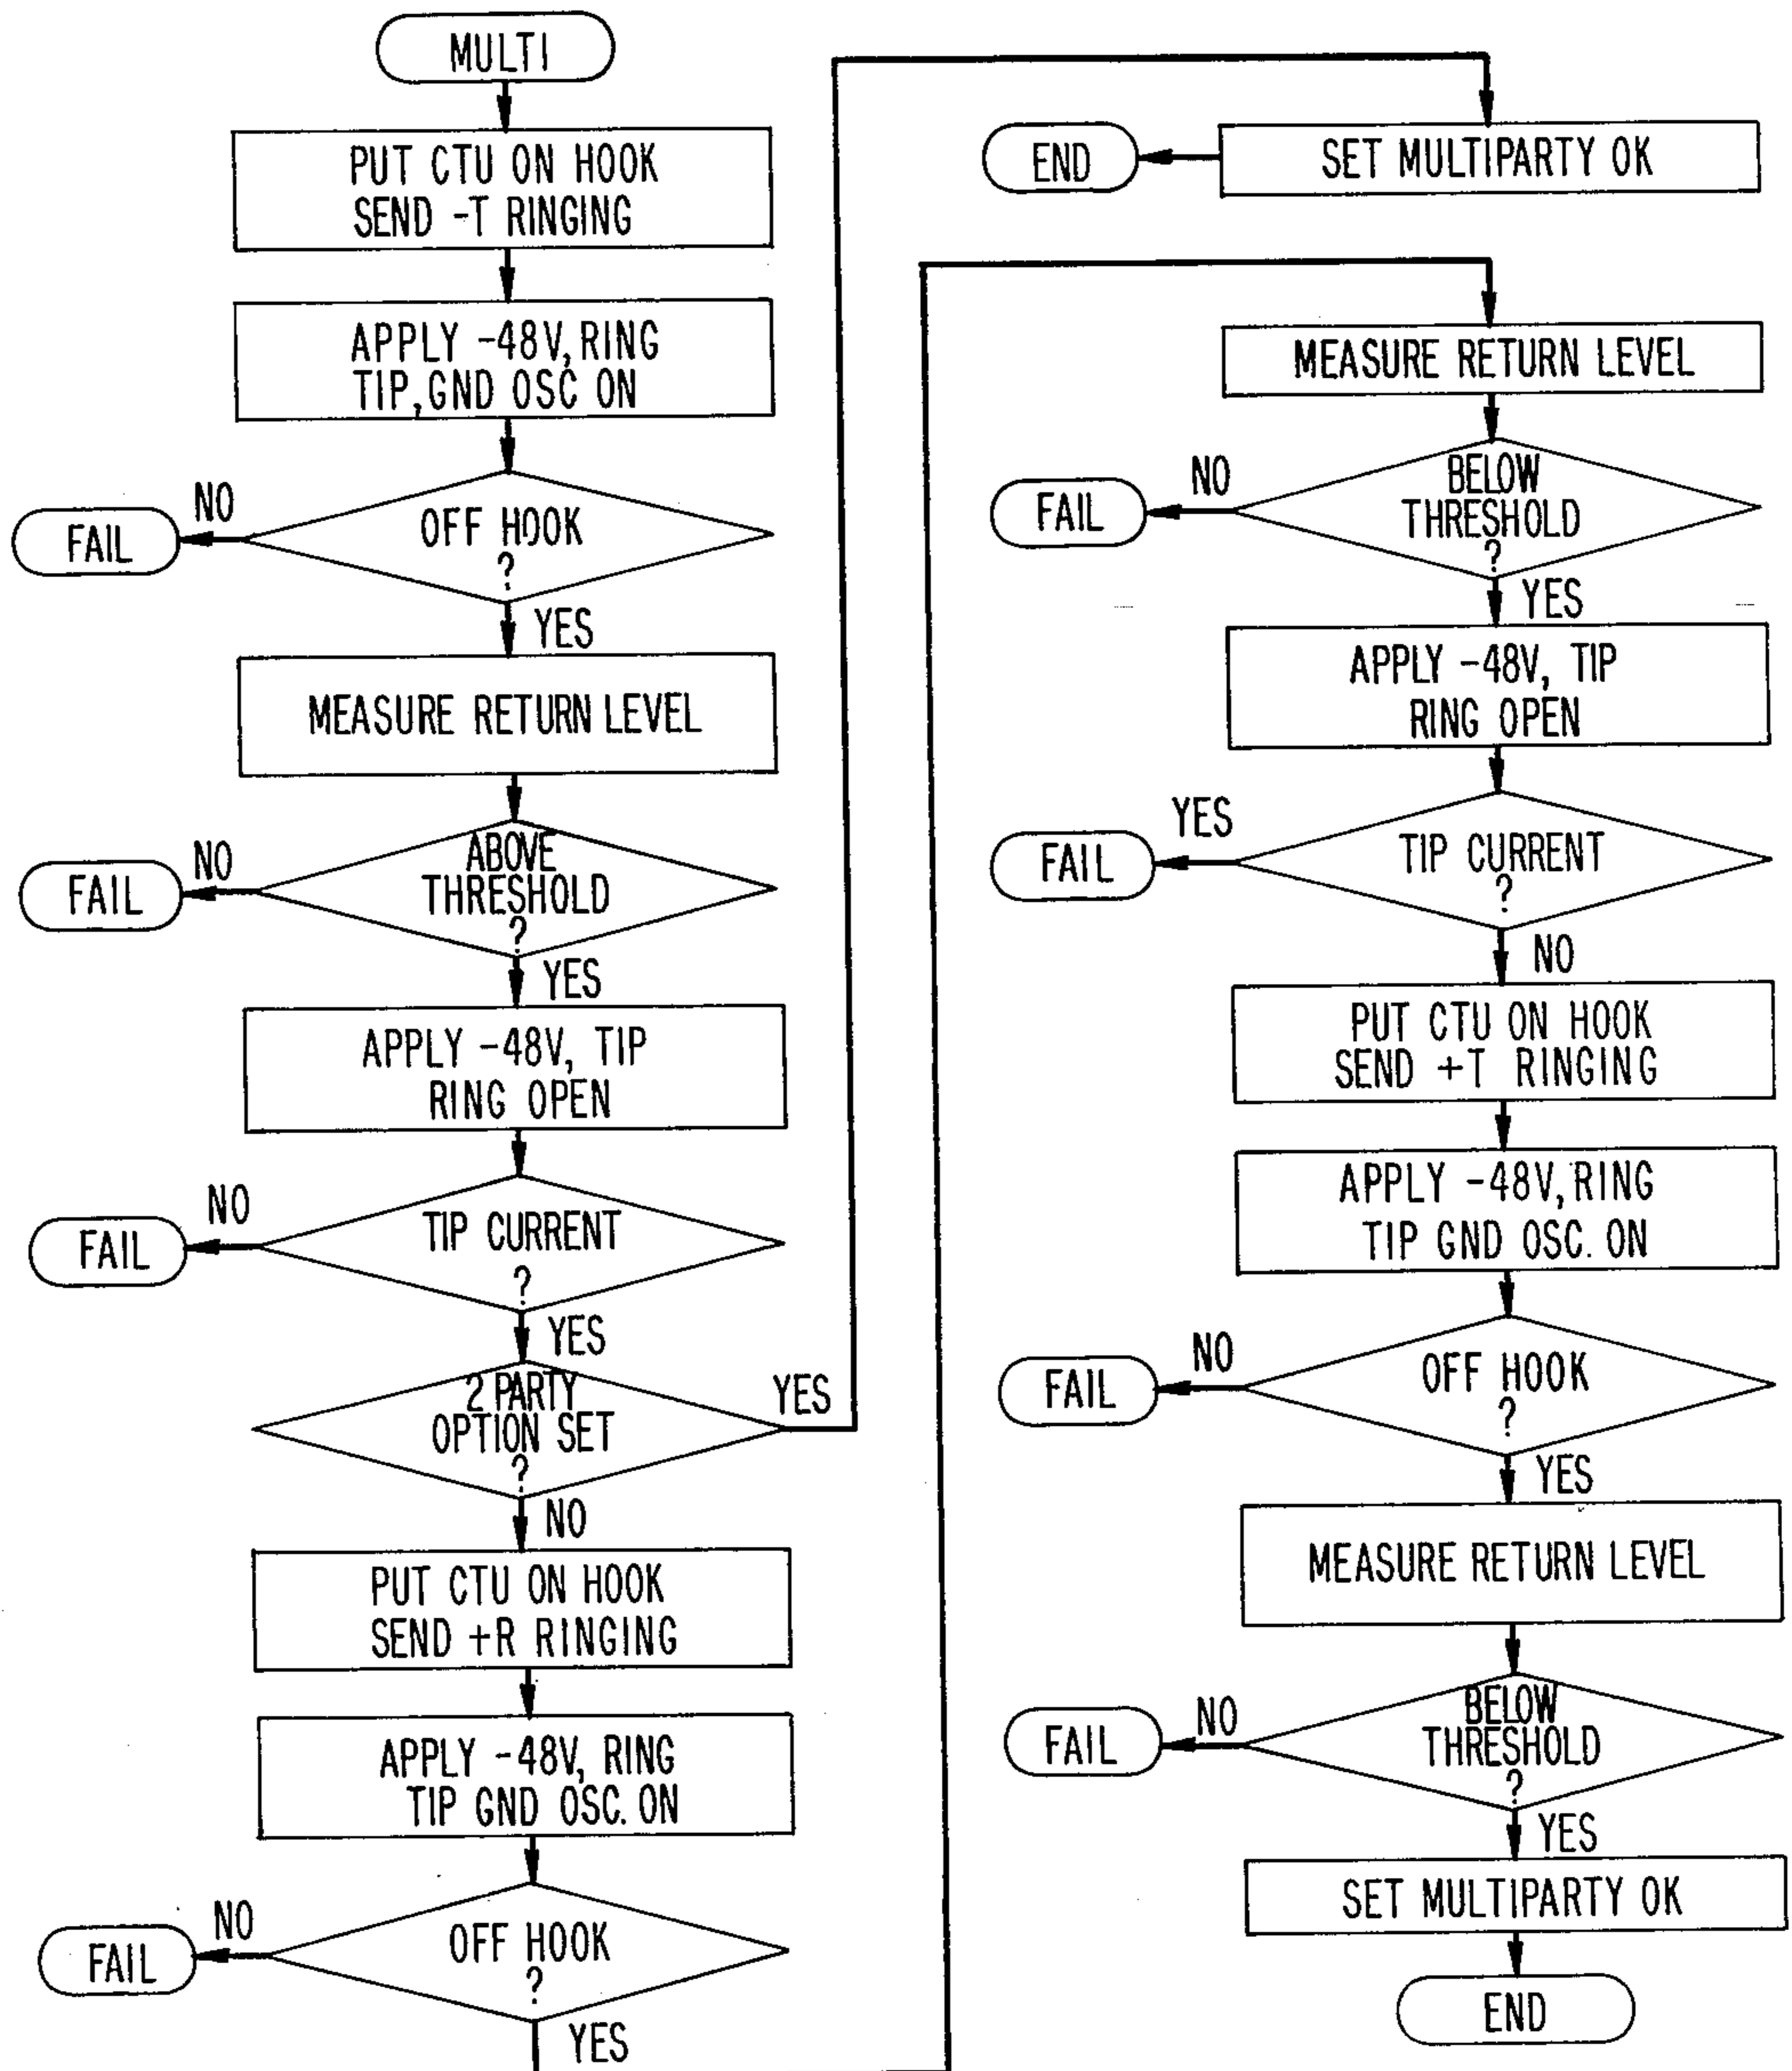 MULTI
PUT CTU ON HOOK
SEND -T RINGING
APPLY -48V, RING
TIP, GND OSC ON
OFF HOOK
?
NO
FAIL
YES
MEASURE RETURN LEVEL
ABOVE
THRESHOLD
?
NO
FAIL
YES
APPLY -48V, TIP
RING OPEN
TIP CURRENT
?
NO
FAIL
YES
2 PARTY
OPTION SET
?
YES
NO
PUT CTU ON HOOK
SEND +R RINGING
APPLY -48V, RING
TIP GND OSC. ON
OFF HOOK
?
NO
FAIL
YES
SET MULTIPARTY OK
END
MEASURE RETURN LEVEL
BELOW
THRESHOLD
?
NO
FAIL
YES
APPLY -48V, TIP
RING OPEN
TIP CURRENT
?
YES
FAIL
NO
PUT CTU ON HOOK
SEND +T RINGING
APPLY -48V, RING
TIP GND OSC. ON
OFF HOOK
?
NO
FAIL
YES
MEASURE RETURN LEVEL
BELOW
THRESHOLD
?
NO
FAIL
YES
SET MULTIPARTY OK
END